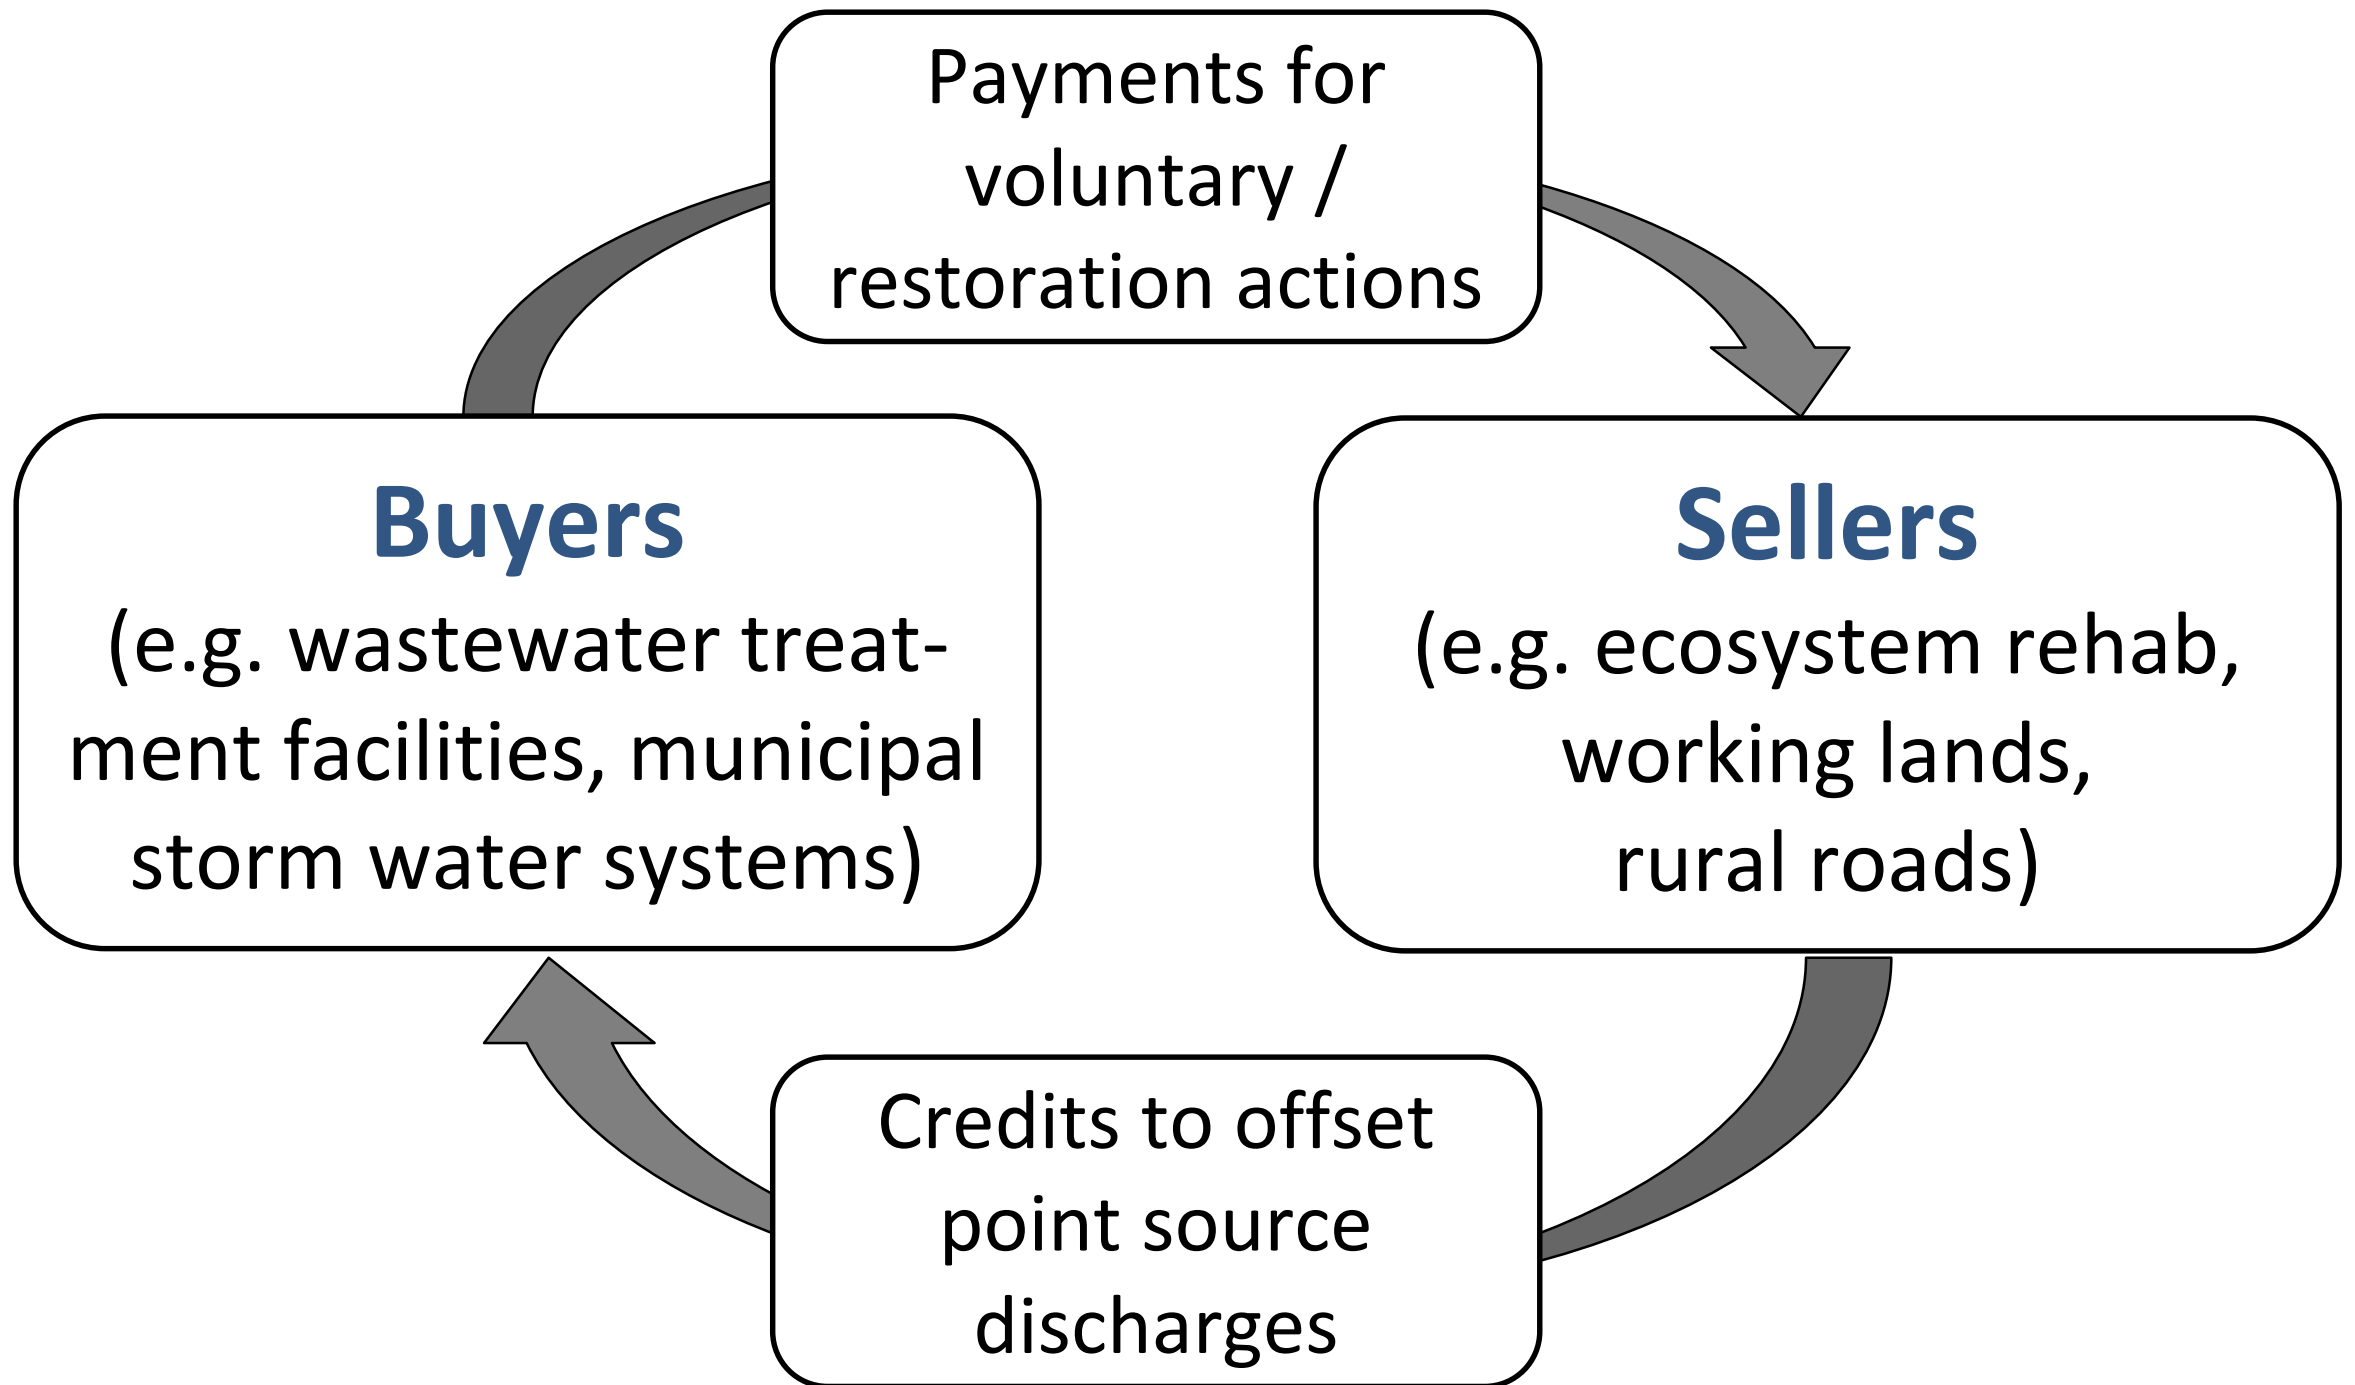 Payments for
voluntary /
restoration actions
Buyers
(e.g. wastewater treat-
ment facilities, municipal
storm water systems)
Sellers
(e.g. ecosystem rehab,
working lands,
rural roads)
Credits to offset
point source
discharges